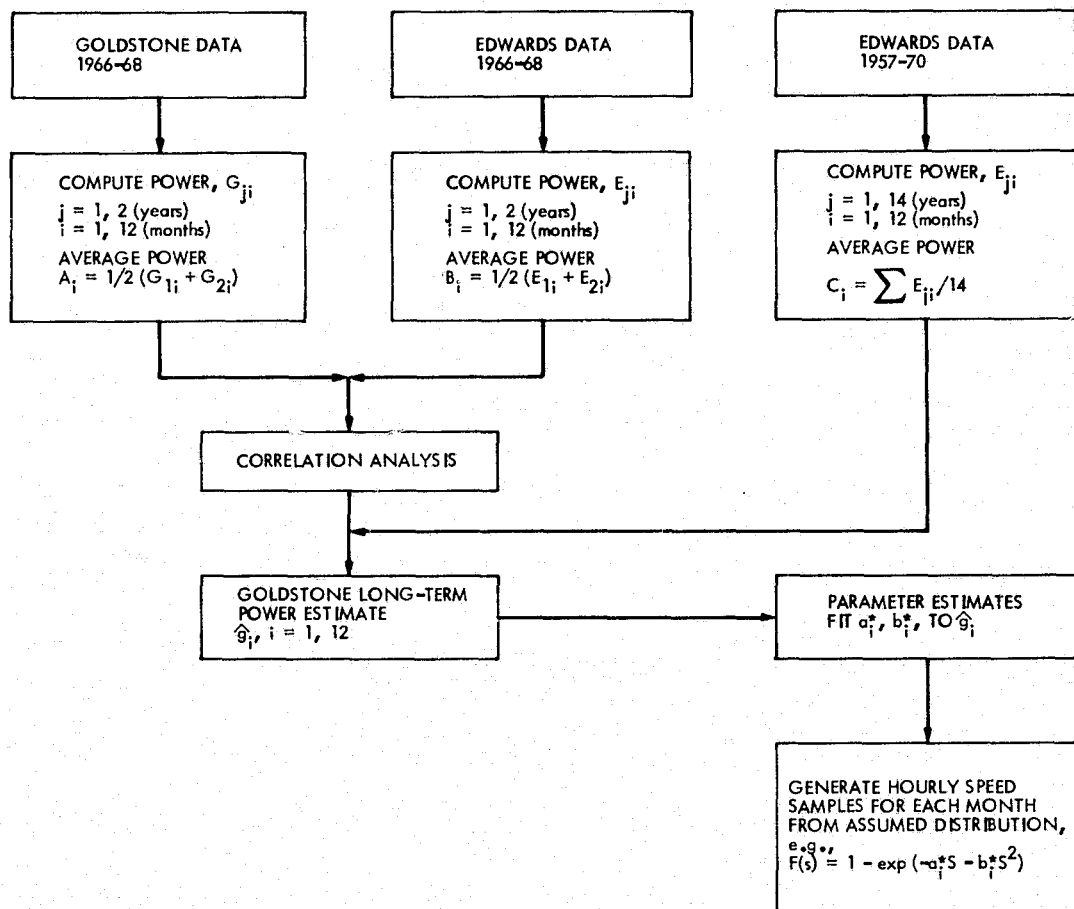 GOLDSTONE DATA
1966-68
EDWARDS DATA
1966-68
EDWARDS DATA
1957-70
COMPUTE POWER, G_ji
j = 1, 2 (years)
i = 1, 12 (months)
AVERAGE POWER
A_i = 1/2 (G_1i + G_2i)
COMPUTE POWER, E_ji
j = 1, 2 (years)
i = 1, 12 (months)
AVERAGE POWER
B_i = 1/2 (E_1i + E_2i)
COMPUTE POWER, E_ji
j = 1, 14 (years)
i = 1, 12 (months)
AVERAGE POWER
C_i = ∑ E_ji/14
CORRELATION ANALYSIS
GOLDSTONE LONG-TERM
POWER ESTIMATE
ĝ_i, i = 1, 12
PARAMETER ESTIMATES
FIT a*_i, b*_i, TO ĝ_i
GENERATE HOURLY SPEED
SAMPLES FOR EACH MONTH
FROM ASSUMED DISTRIBUTION,
e.g.,
F(s) = 1 - exp (-a*_i S - b*_i S²)